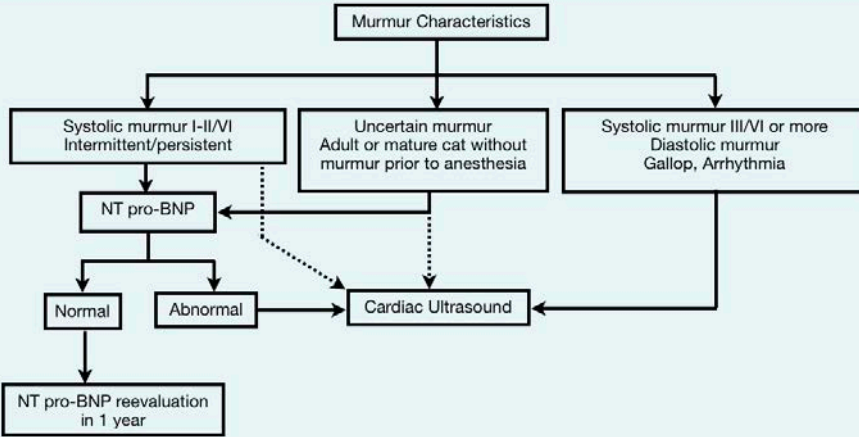 Murmur Characteristics
Systolic murmur I-II/VI
Intermittent/persistent
Uncertain murmur
Adult or mature cat without
murmur prior to anesthesia
Systolic murmur III/VI or more
Diastolic murmur
Gallop, Arrhythmia
NT pro-BNP
Normal
Abnormal
Cardiac Ultrasound
NT pro-BNP reevaluation
in 1 year